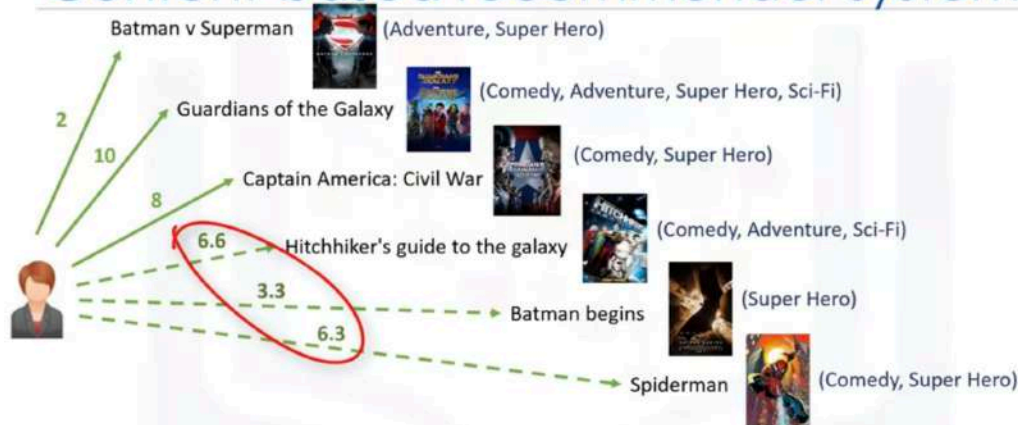 Batman v Superman (Adventure, Super Hero)
2
Guardians of the Galaxy (Comedy, Adventure, Super Hero, Sci-Fi)
10
Captain America: Civil War (Comedy, Super Hero)
8
6.6 Hitchhiker's guide to the galaxy (Comedy, Adventure, Sci-Fi)
3.3 Batman begins (Super Hero)
6.3 Spiderman (Comedy, Super Hero)